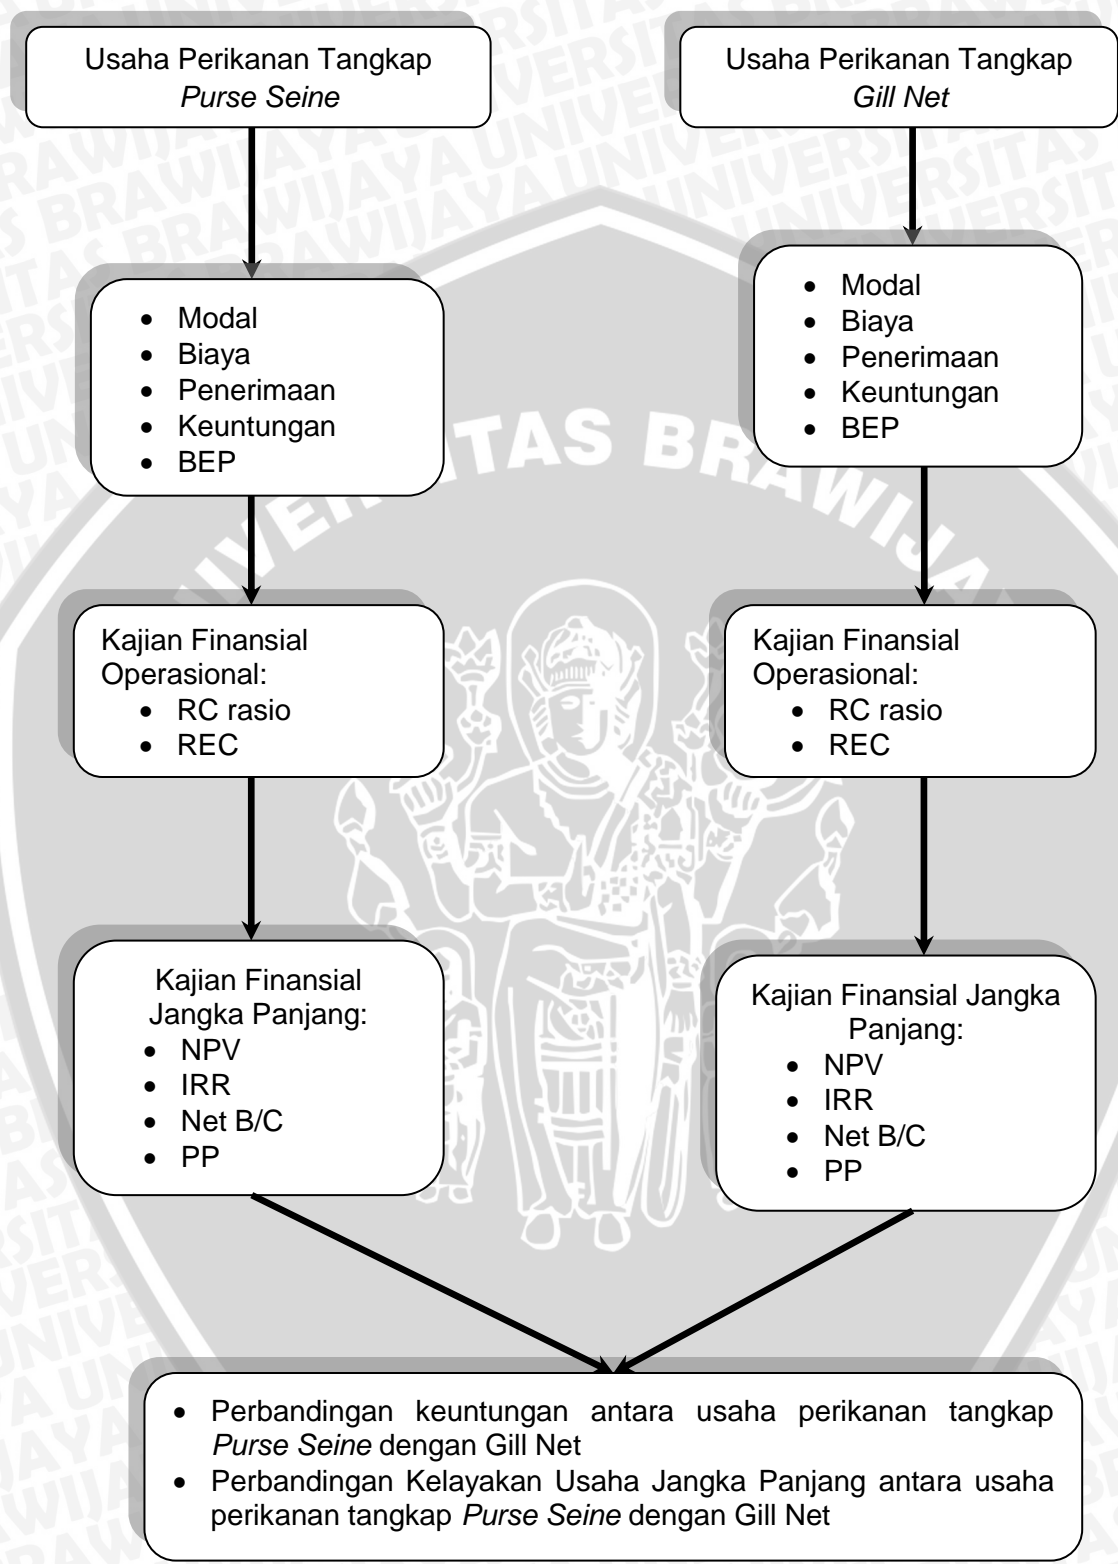 Usaha Perikanan Tangkap
Purse Seine
Usaha Perikanan Tangkap
Gill Net
• Modal
• Biaya
• Penerimaan
• Keuntungan
• BEP
• Modal
• Biaya
• Penerimaan
• Keuntungan
• BEP
Kajian Finansial
Operasional:
• RC rasio
• REC
Kajian Finansial
Operasional:
• RC rasio
• REC
Kajian Finansial
Jangka Panjang:
• NPV
• IRR
• Net B/C
• PP
Kajian Finansial Jangka
Panjang:
• NPV
• IRR
• Net B/C
• PP
• Perbandingan keuntungan antara usaha perikanan tangkap
Purse Seine dengan Gill Net
• Perbandingan Kelayakan Usaha Jangka Panjang antara usaha
perikanan tangkap Purse Seine dengan Gill Net